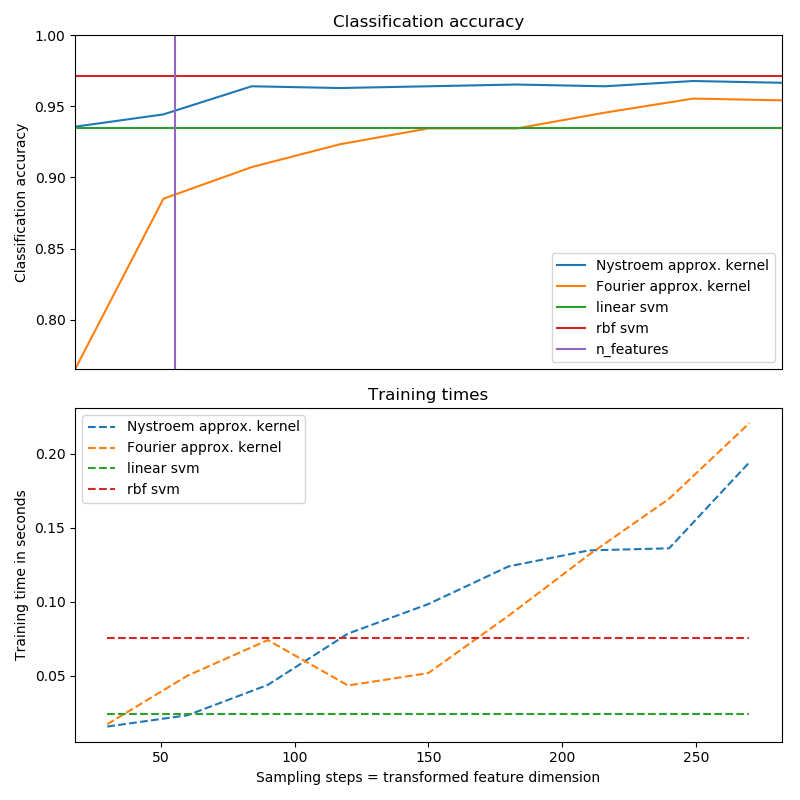 Classification accuracy
1.00
0.95
0.90
0.85
0.80
Classification accuracy
Nystroem approx. kernel
Fourier approx. kernel
linear svm
rbf svm
n_features
Training times
0.20
0.15
0.10
0.05
Training time in seconds
Nystroem approx. kernel
Fourier approx. kernel
linear svm
rbf svm
50 100 150 200 250
Sampling steps = transformed feature dimension